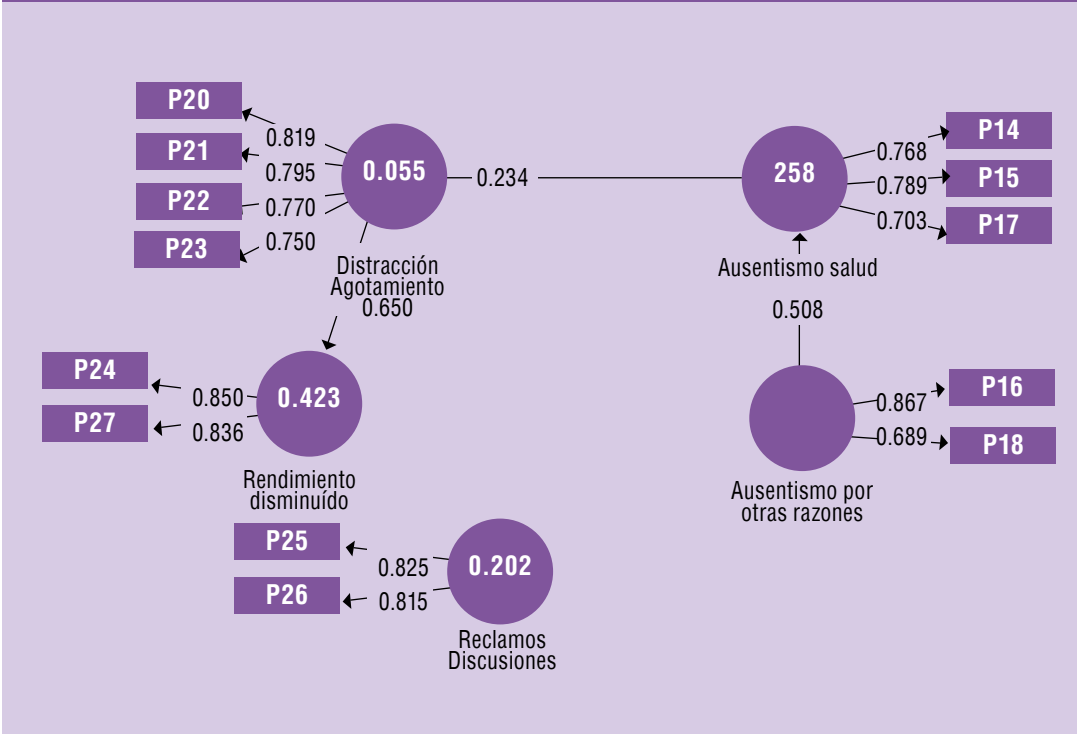 P20
0.819
P21
0.795
P22
0.770
P23
0.750
0.055
0.234
Distracción
Agotamiento
0.650
258
Ausentismo salud
0.768
P14
0.789
P15
0.703
P17
0.508
P24
0.850
P27
0.836
0.423
Rendimiento
disminuído
0.867
P16
0.689
P18
Ausentismo por
otras razones
P25
0.825
P26
0.815
0.202
Reclamos
Discusiones